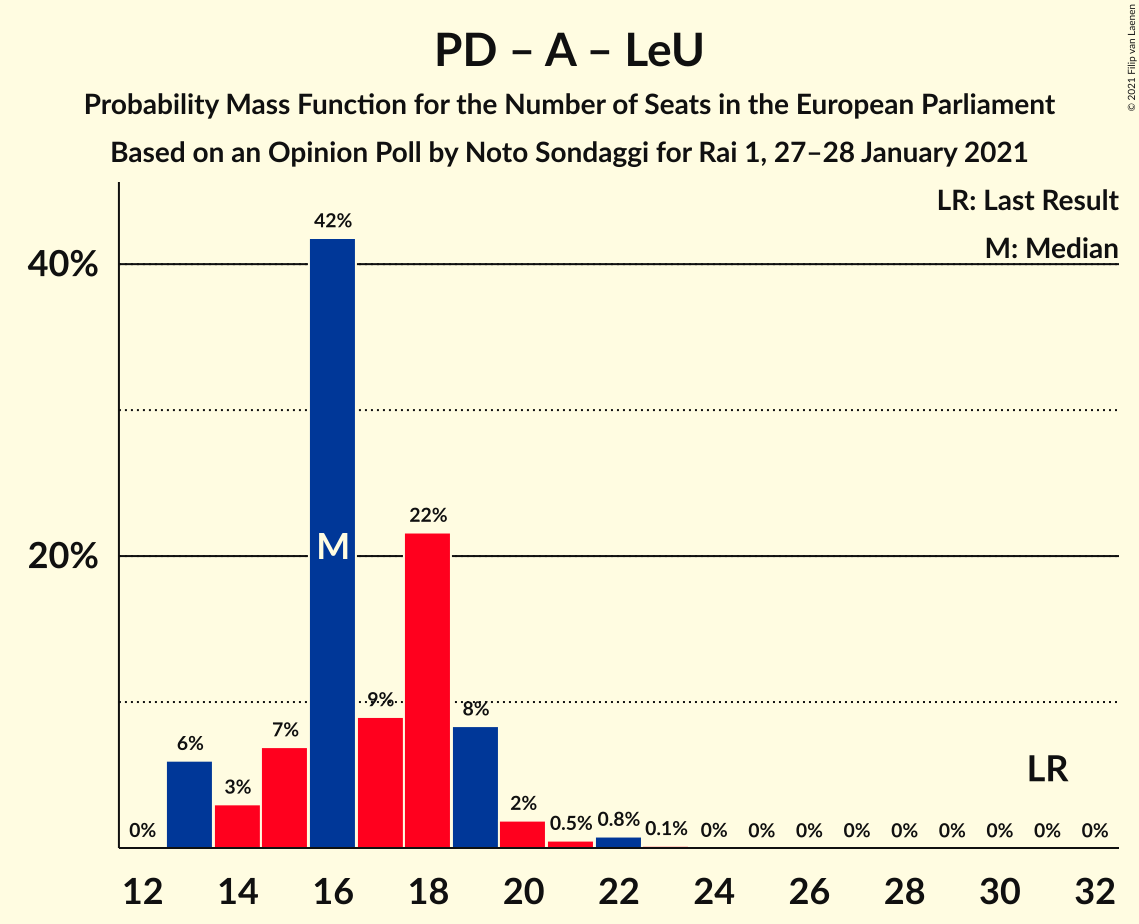 PD – A – LeU
Probability Mass Function for the Number of Seats in the European Parliament
Based on an Opinion Poll by Noto Sondaggi for Rai 1, 27–28 January 2021
© 2021 Filip van Laenen
LR: Last Result
M: Median
40%
20%
0% 6% 3% 7% 42% 9% 22% 8% 2% 0.5% 0.8% 0.1% 0% 0% 0% 0% 0% 0% 0% 0% 0%
M
LR
12 14 16 18 20 22 24 26 28 30 32